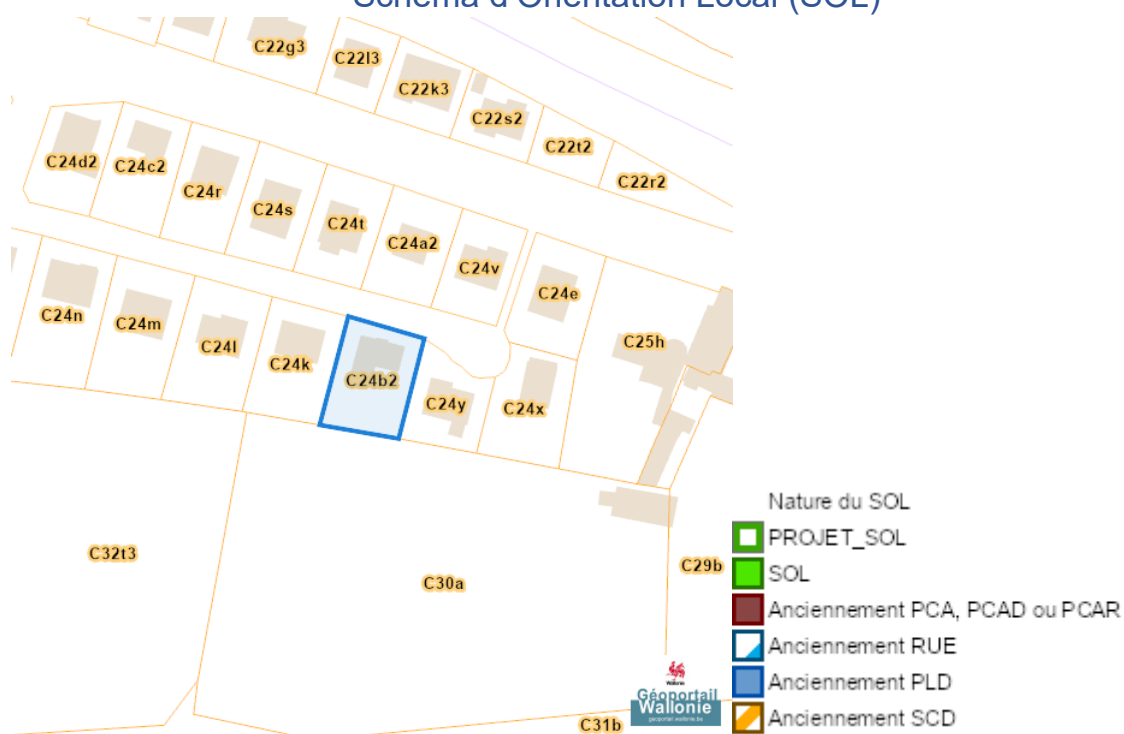 Schéma d'Orientation Local (SOL)
C22g3
C22l3
C22k3
C22s2
C22t2
C22r2
C24d2
C24c2
C24r
C24s
C24t
C24a2
C24v
C24e
C25h
C24n
C24m
C24l
C24k
C24b2
C24y
C24x
C32t3
C30a
C29b
C31b
Wallonie
Géoportail
Wallonie
geoportail.wallonie.be
Nature du SOL
PROJET_SOL
SOL
Anciennement PCA, PCAD ou PCAR
Anciennement RUE
Anciennement PLD
Anciennement SCD